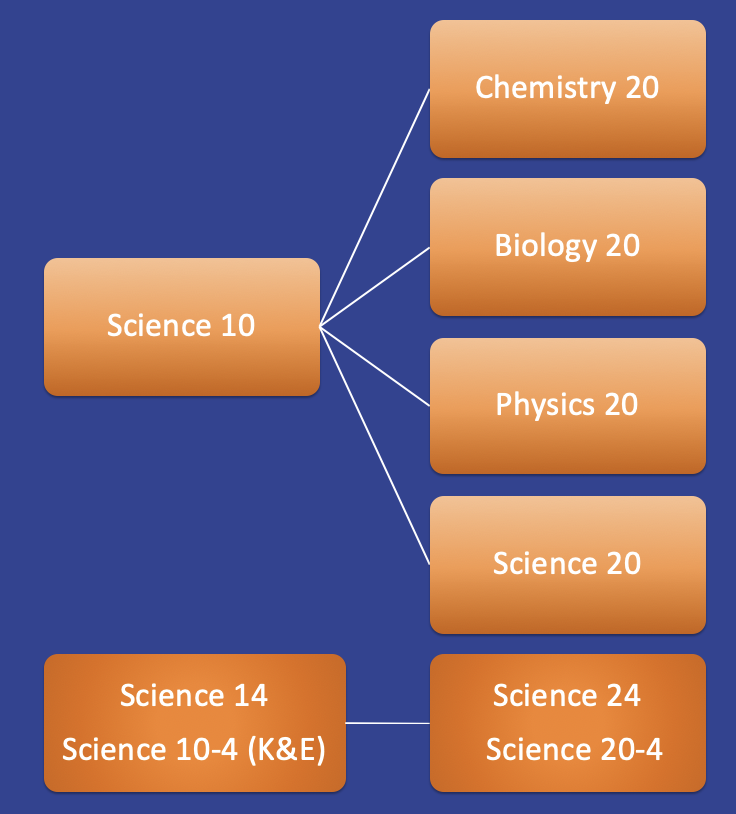 Science 10
Chemistry 20
Biology 20
Physics 20
Science 20
Science 14
Science 10-4 (K&E)
Science 24
Science 20-4